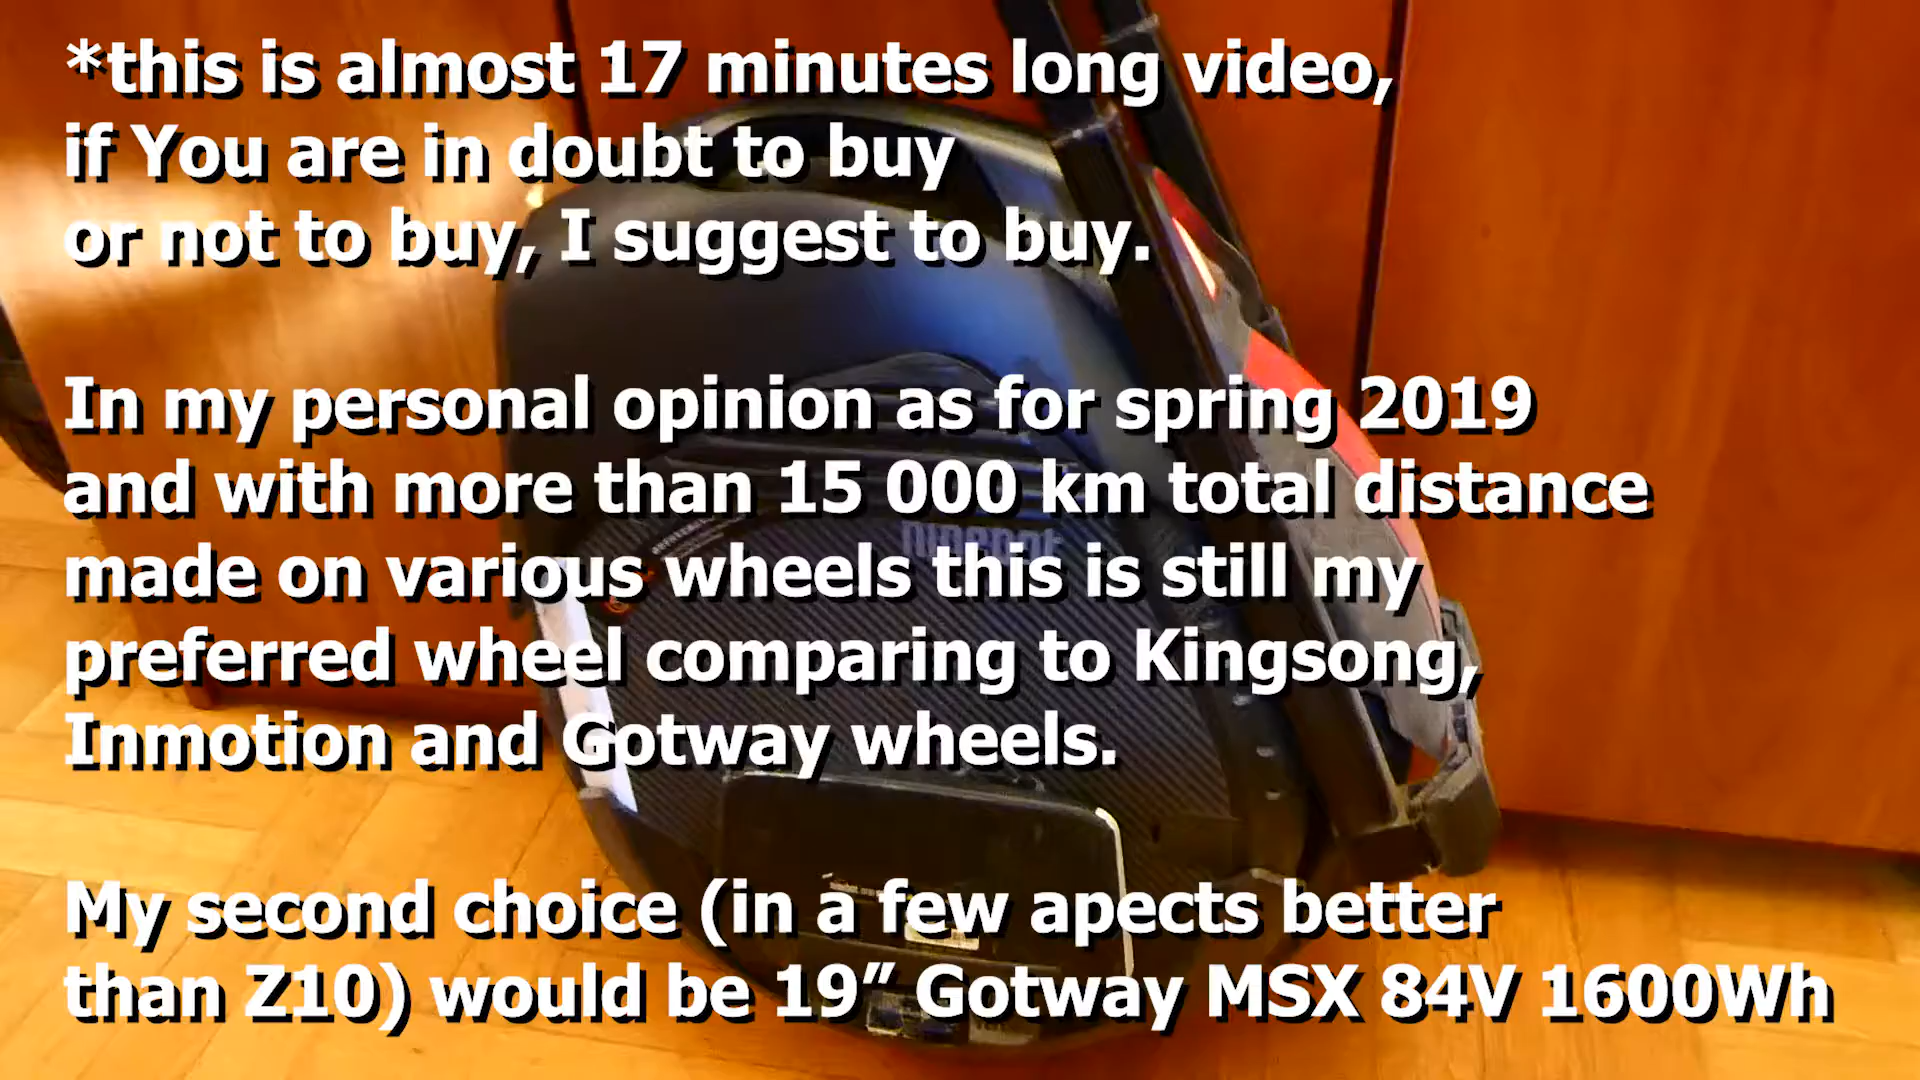 *this is almost 17 minutes long video,
if You are in doubt to buy
or not to buy, I suggest to buy.
In my personal opinion as for spring 2019
and with more than 15 000 km total distance
made on various wheels this is still my
preferred wheel comparing to Kingsong,
Inmotion and Gotway wheels.
My second choice (in a few apects better
than Z10) would be 19” Gotway MSX 84V 1600Wh
ninebot